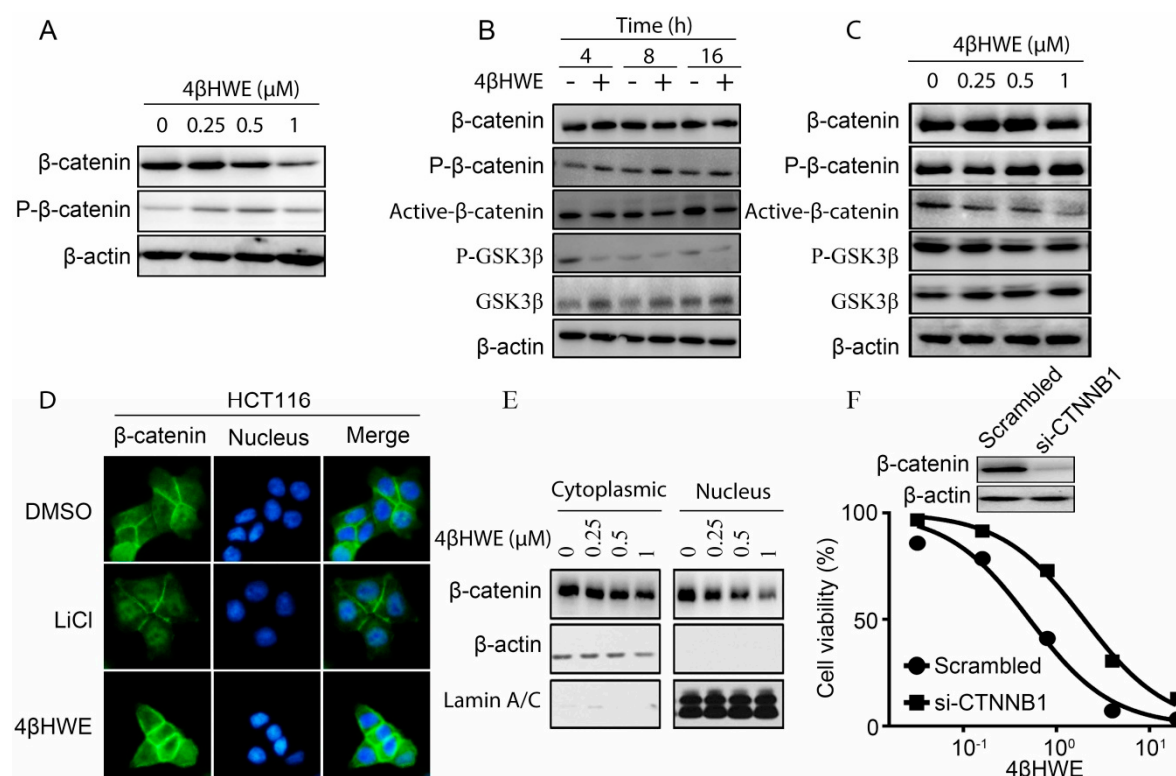 A
4βHWE (μM)
0 0.25 0.5 1
β-catenin
P-β-catenin
β-actin
B
Time (h)
4 8 16
4βHWE - + - + - +
β-catenin
P-β-catenin
Active-β-catenin
P-GSK3β
GSK3β
β-actin
C
4βHWE (μM)
0 0.25 0.5 1
β-catenin
P-β-catenin
Active-β-catenin
P-GSK3β
GSK3β
β-actin
D
HCT116
β-catenin Nucleus Merge
DMSO
LiCl
4βHWE
E
Cytoplasmic Nucleus
4βHWE (μM) 0 0.25 0.5 1 0 0.25 0.5 1
β-catenin
β-actin
Lamin A/C
F
Scrambled si-CTNNB1
β-catenin
β-actin
Cell viability (%)
100
50
0
Scrambled
si-CTNNB1
10⁻¹ 10⁰ 10¹
4βHWE